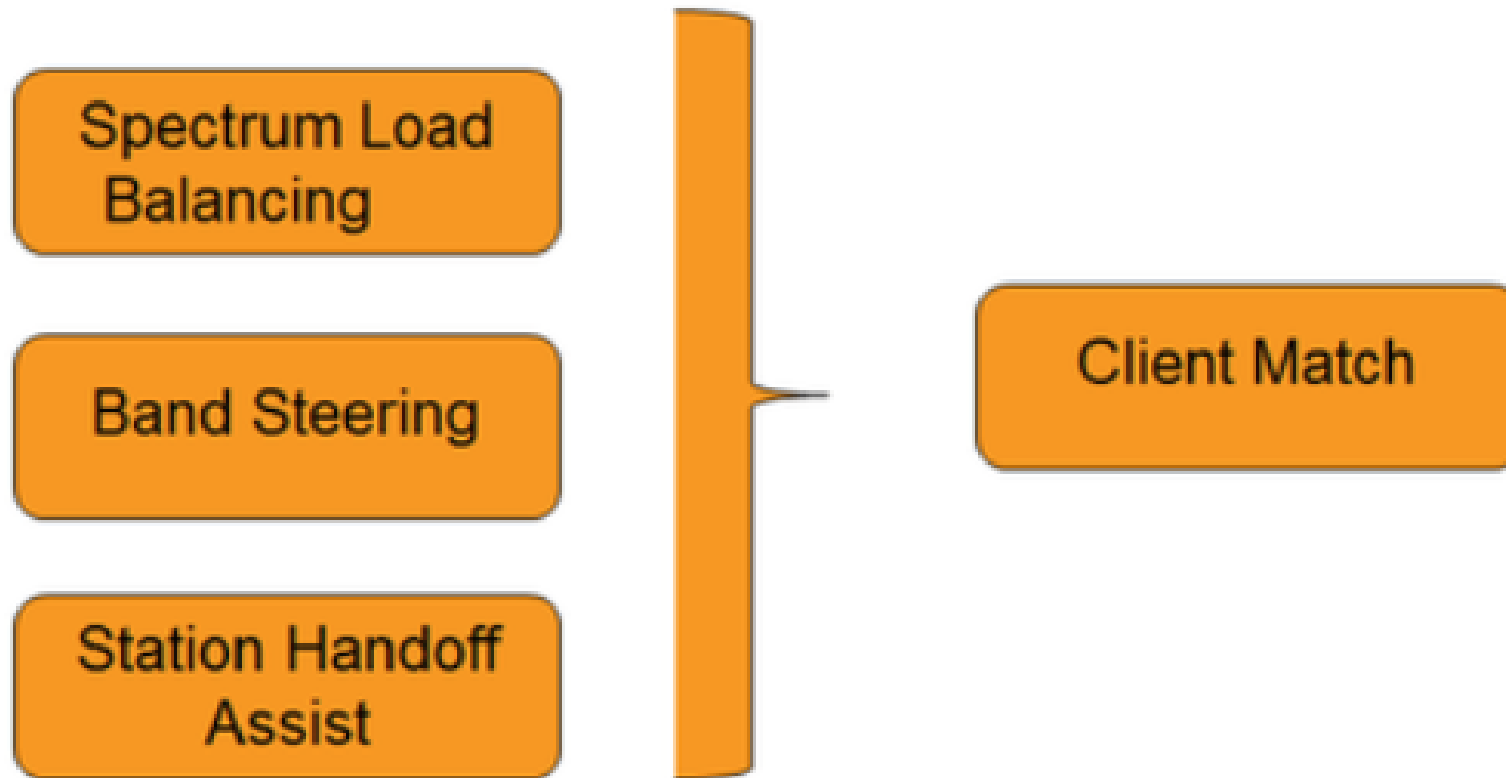 Spectrum Load
Balancing
Band Steering
Station Handoff
Assist
Client Match